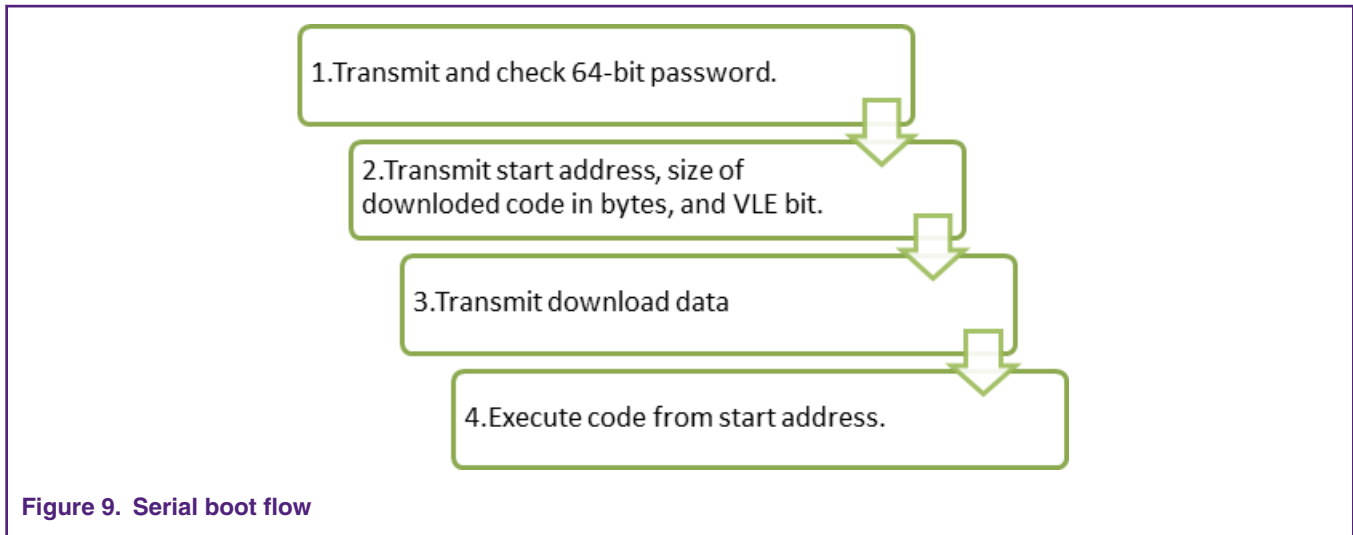 1.Transmit and check 64-bit password.
2.Transmit start address, size of
downloded code in bytes, and VLE bit.
3.Transmit download data
4.Execute code from start address.
Figure 9. Serial boot flow